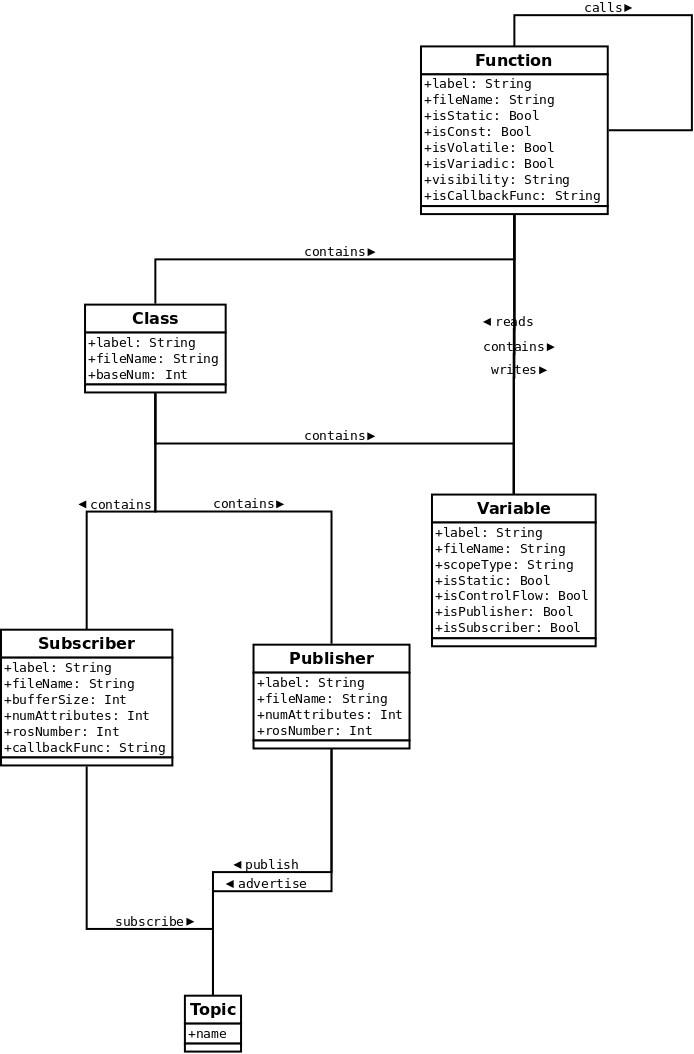 calls►
Function
+label: String
+fileName: String
+isStatic: Bool
+isConst: Bool
+isVolatile: Bool
+isVariadic: Bool
+visibility: String
+isCallbackFunc: String
contains►
Class
+label: String
+fileName: String
+baseNum: Int
◄reads
contains►
writes►
contains►
◄contains
contains►
Variable
+label: String
+fileName: String
+scopeType: String
+isStatic: Bool
+isControlFlow: Bool
+isPublisher: Bool
+isSubscriber: Bool
Subscriber
+label: String
+fileName: String
+bufferSize: Int
+numAttributes: Int
+rosNumber: Int
+callbackFunc: String
Publisher
+label: String
+fileName: String
+numAttributes: Int
+rosNumber: Int
◄publish
◄advertise
subscribe►
Topic
+name